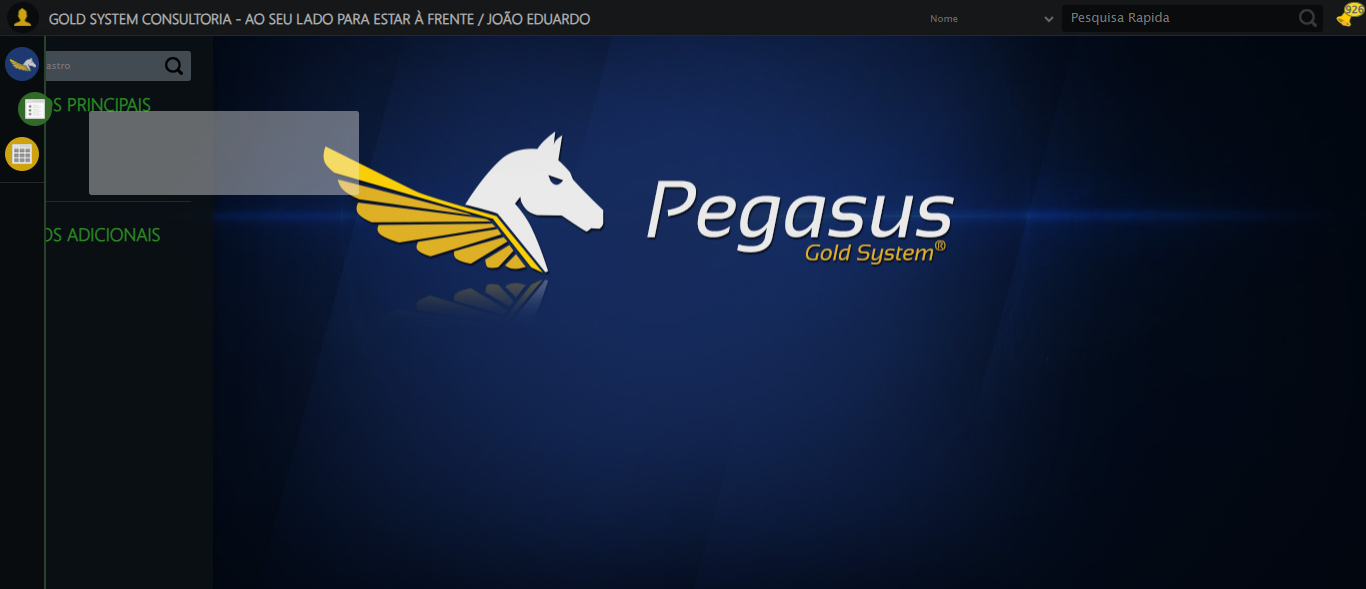 GOLD SYSTEM CONSULTORIA - AO SEU LADO PARA ESTAR À FRENTE / JOÃO EDUARDO
Nome
Pesquisa Rapida
926
astro
S PRINCIPAIS
OS ADICIONAIS
Pegasus
Gold System®